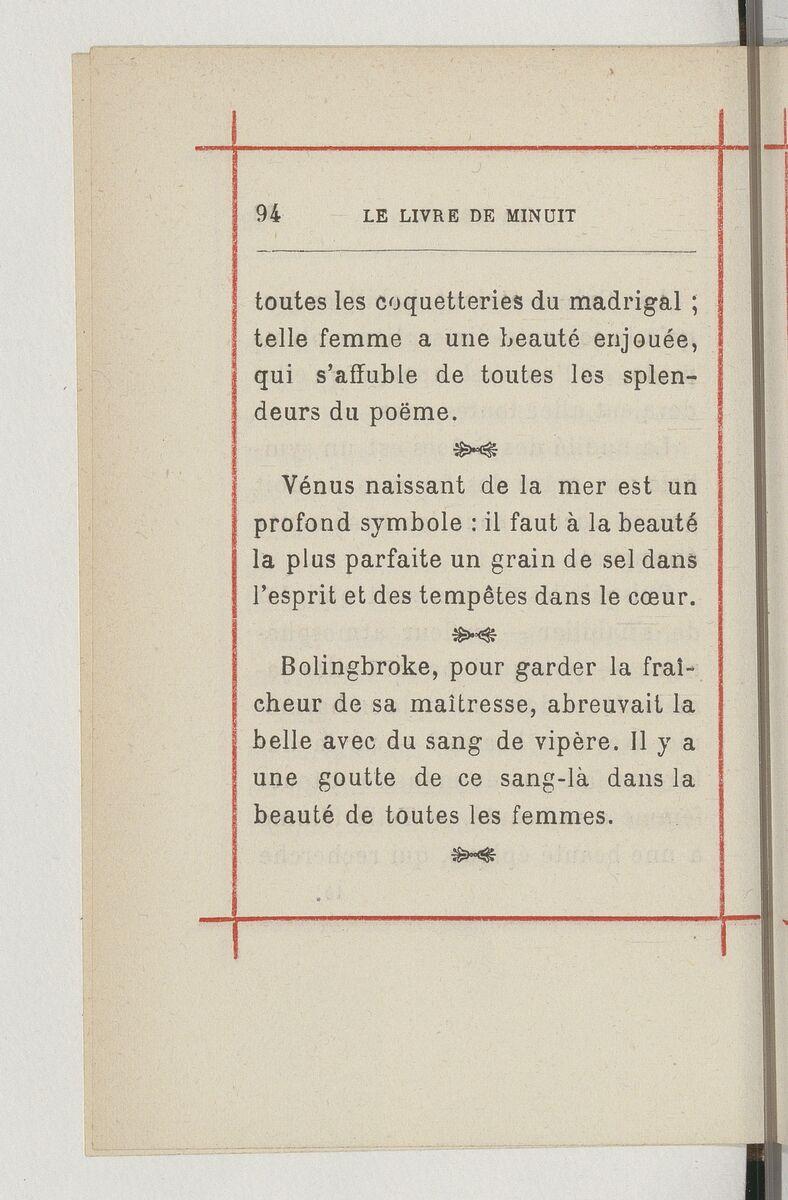 94 LE LIVRE DE MINUIT
toutes les coquetteries du madrigal ;
telle femme a une beauté enjouée,
qui s'affuble de toutes les splen-
deurs du poëme.
Vénus naissant de la mer est un
profond symbole : il faut à la beauté
la plus parfaite un grain de sel dans
l'esprit et des tempêtes dans le cœur.
Bolingbroke, pour garder la fraî-
cheur de sa maîtresse, abreuvait la
belle avec du sang de vipère. Il y a
une goutte de ce sang-là dans la
beauté de toutes les femmes.